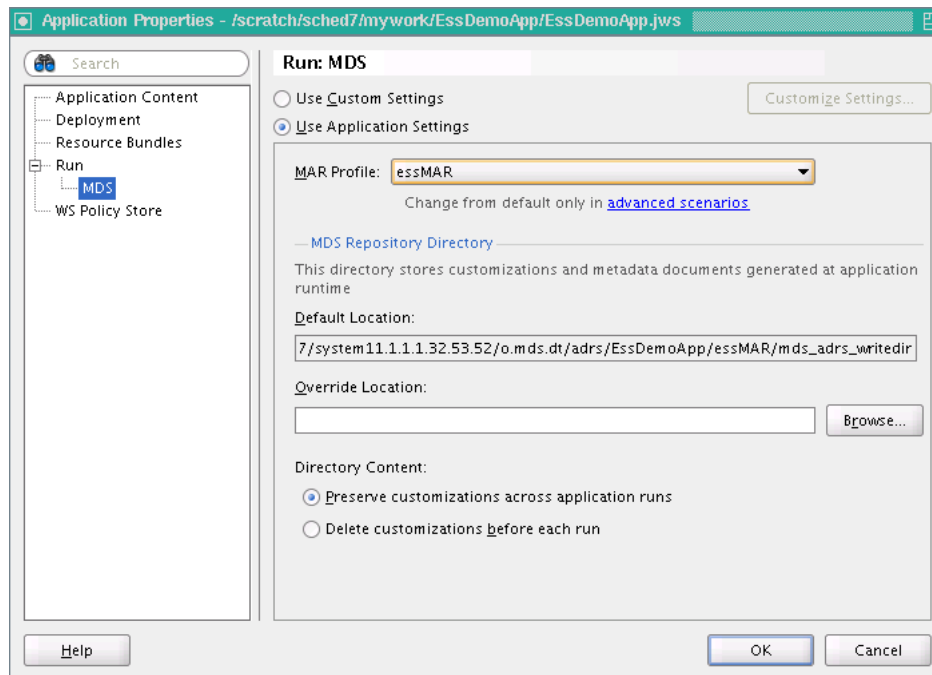 Application Properties - /scratch/sched7/mywork/EssDemoApp/EssDemoApp.jws
Search
Application Content
Deployment
Resource Bundles
Run
MDS
WS Policy Store
Run: MDS
Use Custom Settings
Customize Settings...
Use Application Settings
MAR Profile: essMAR
Change from default only in advanced scenarios
MDS Repository Directory
This directory stores customizations and metadata documents generated at application
runtime
Default Location:
7/system11.1.1.1.32.53.52/o.mds.dt/adrs/EssDemoApp/essMAR/mds_adrs_writedir
Override Location:
Browse...
Directory Content:
Preserve customizations across application runs
Delete customizations before each run
Help
OK
Cancel